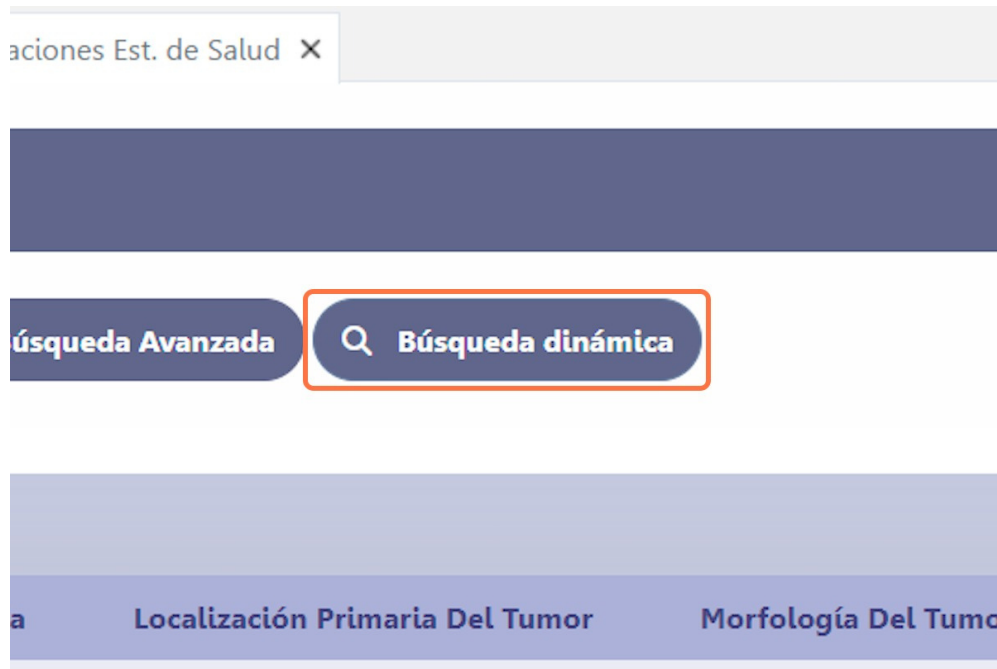 aciones Est. de Salud
úsqueda Avanzada
Búsqueda dinámica
a Localización Primaria Del Tumor Morfología Del Tumo